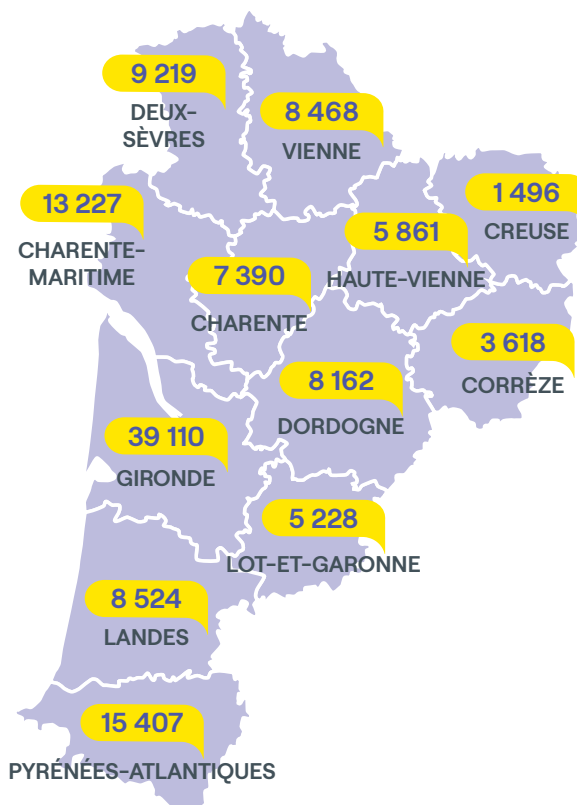 9 219
DEUX-
SÈVRES
8 468
VIENNE
13 227
CHARENTE-
MARITIME
1 496
CREUSE
5 861
HAUTE-VIENNE
7 390
CHARENTE
3 618
CORRÈZE
8 162
DORDOGNE
39 110
GIRONDE
5 228
LOT-ET-GARONNE
8 524
LANDES
15 407
PYRÉNÉES-ATLANTIQUES